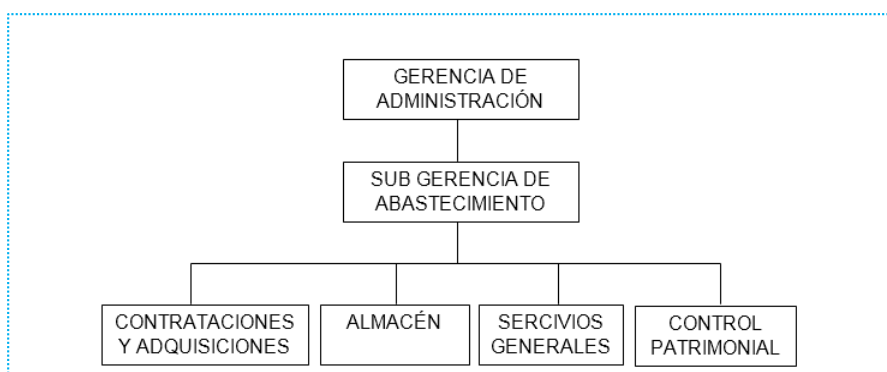 GERENCIA DE
ADMINISTRACIÓN
SUB GERENCIA DE
ABASTECIMIENTO
CONTRATACIONES
Y ADQUISICIONES
ALMACÉN
SERCIVIOS
GENERALES
CONTROL
PATRIMONIAL